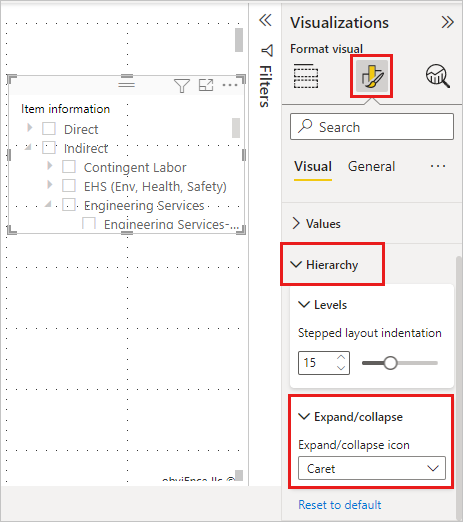 Item information
Direct
Indirect
Contingent Labor
EHS (Env, Health, Safety)
Engineering Services
Engineering Services-...
obviEnce llc ©
Filters
Visualizations
Format visual
Search
Visual
General
Values
Hierarchy
Levels
Stepped layout indentation
15
Expand/collapse
Expand/collapse icon
Caret
Reset to default